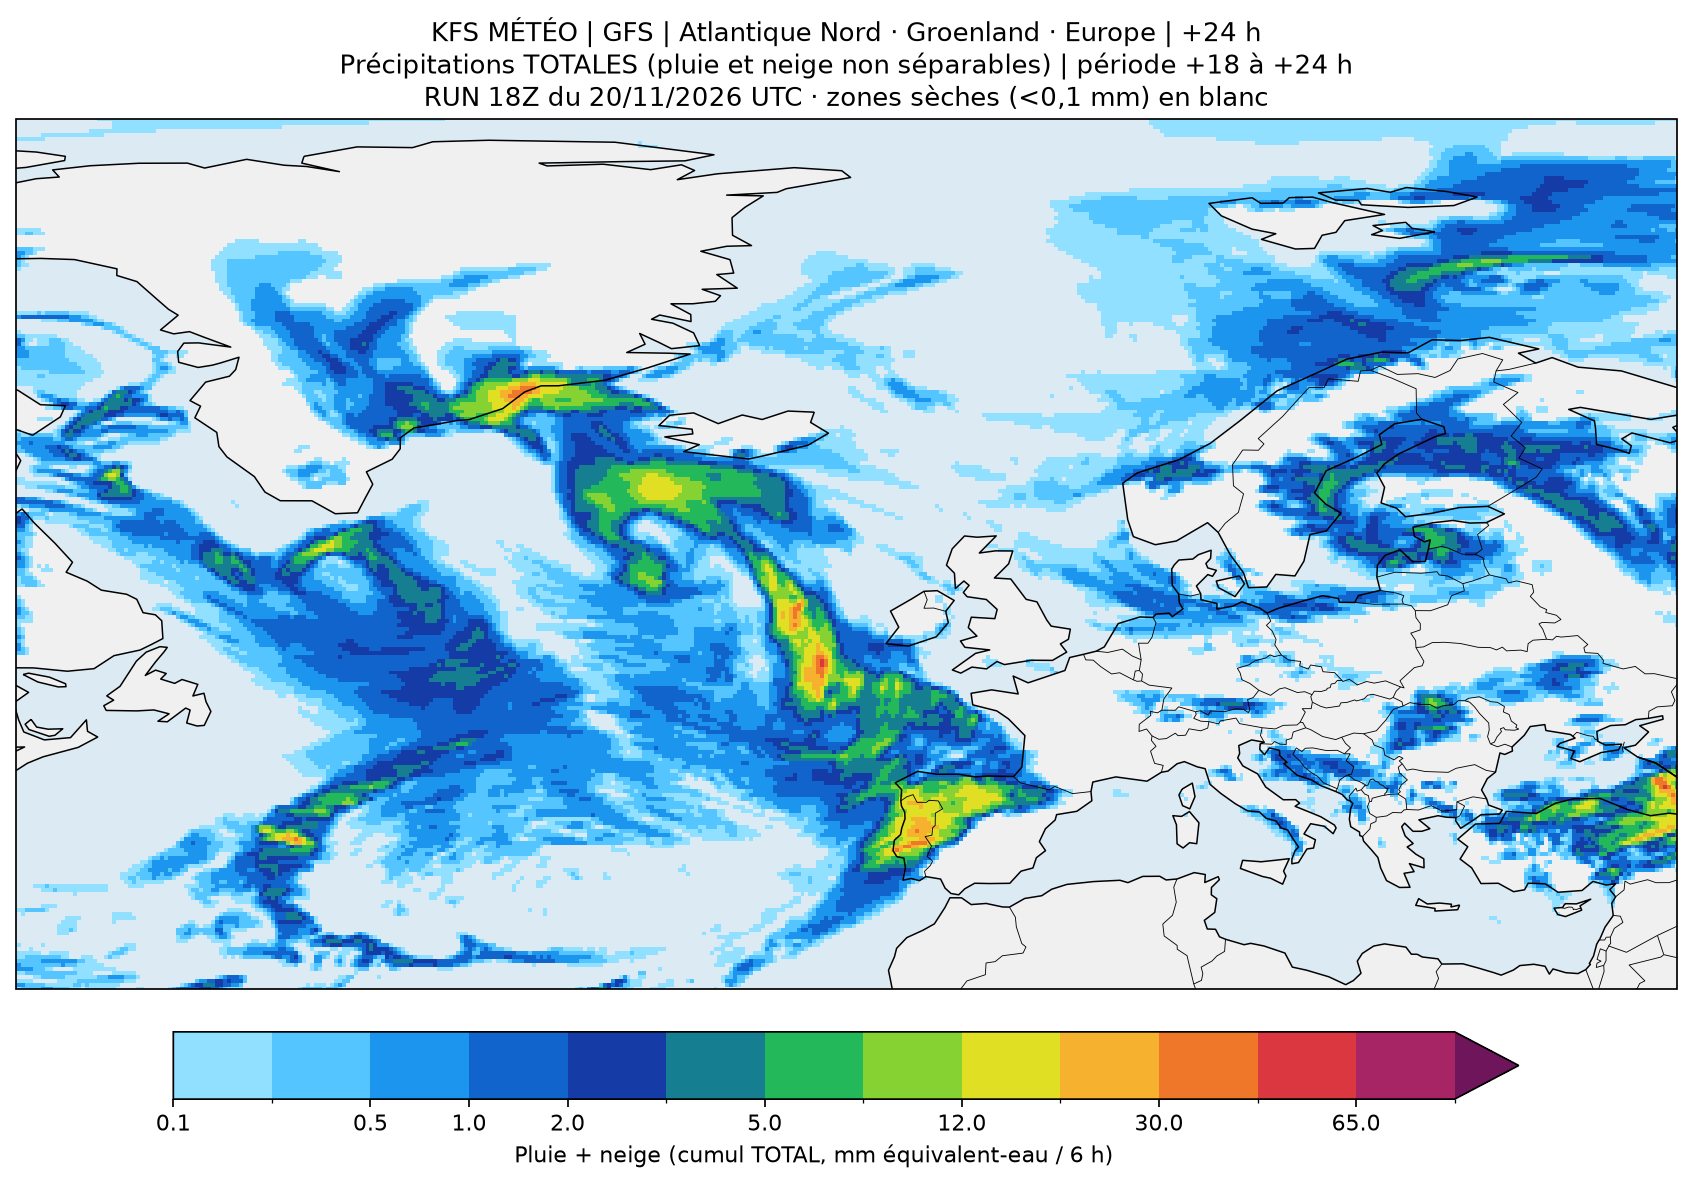 KFS MÉTÉO | GFS | Atlantique Nord · Groenland · Europe | +24 h
Précipitations TOTALES (pluie et neige non séparables) | période +18 à +24 h
RUN 18Z du 20/11/2026 UTC · zones sèches (<0,1 mm) en blanc
0.1 0.5 1.0 2.0 5.0 12.0 30.0 65.0
Pluie + neige (cumul TOTAL, mm équivalent-eau / 6 h)